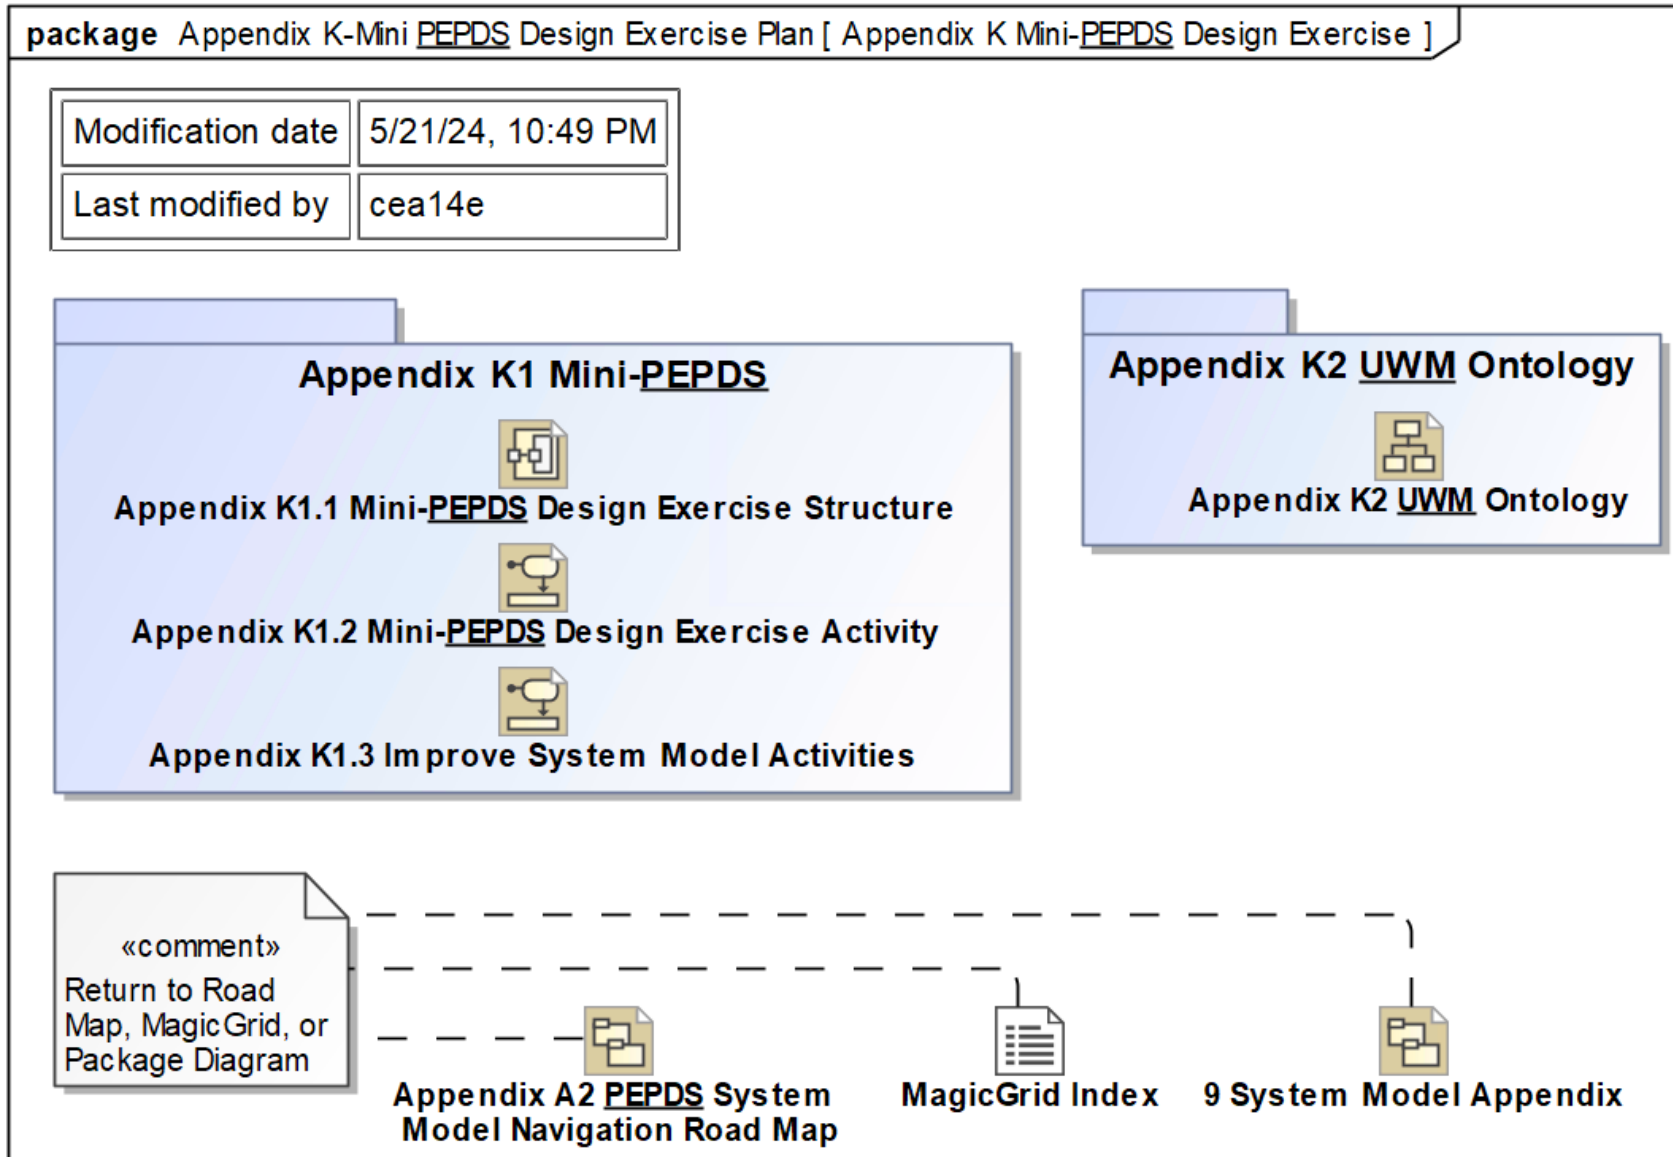 package Appendix K-Mini PEPDS Design Exercise Plan [ Appendix K Mini-PEPDS Design Exercise ]
Modification date 5/21/24, 10:49 PM
Last modified by cea14e
Appendix K1 Mini-PEPDS
Appendix K1.1 Mini-PEPDS Design Exercise Structure
Appendix K1.2 Mini-PEPDS Design Exercise Activity
Appendix K1.3 Improve System Model Activities
Appendix K2 UWM Ontology
Appendix K2 UWM Ontology
«comment»
Return to Road
Map, MagicGrid, or
Package Diagram
Appendix A2 PEPDS System
Model Navigation Road Map
MagicGrid Index
9 System Model Appendix